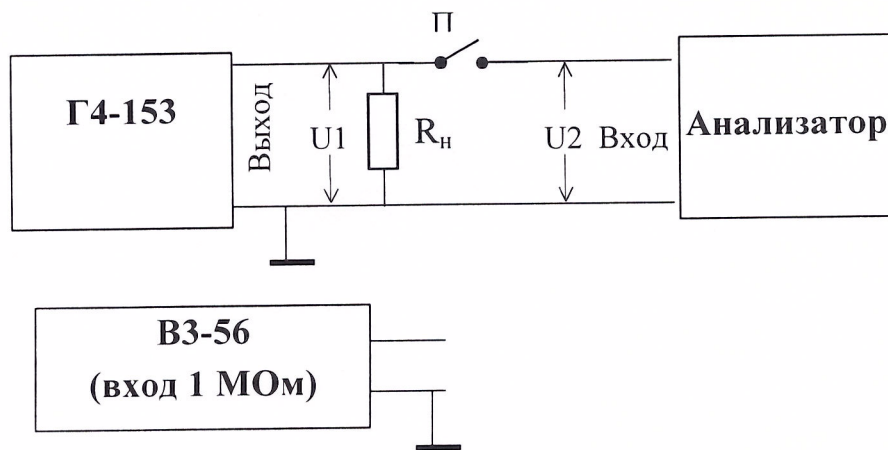 П
Г4-153
Выход
U1
Rн
U2
Вход
Анализатор
В3-56
(вход 1 МОм)